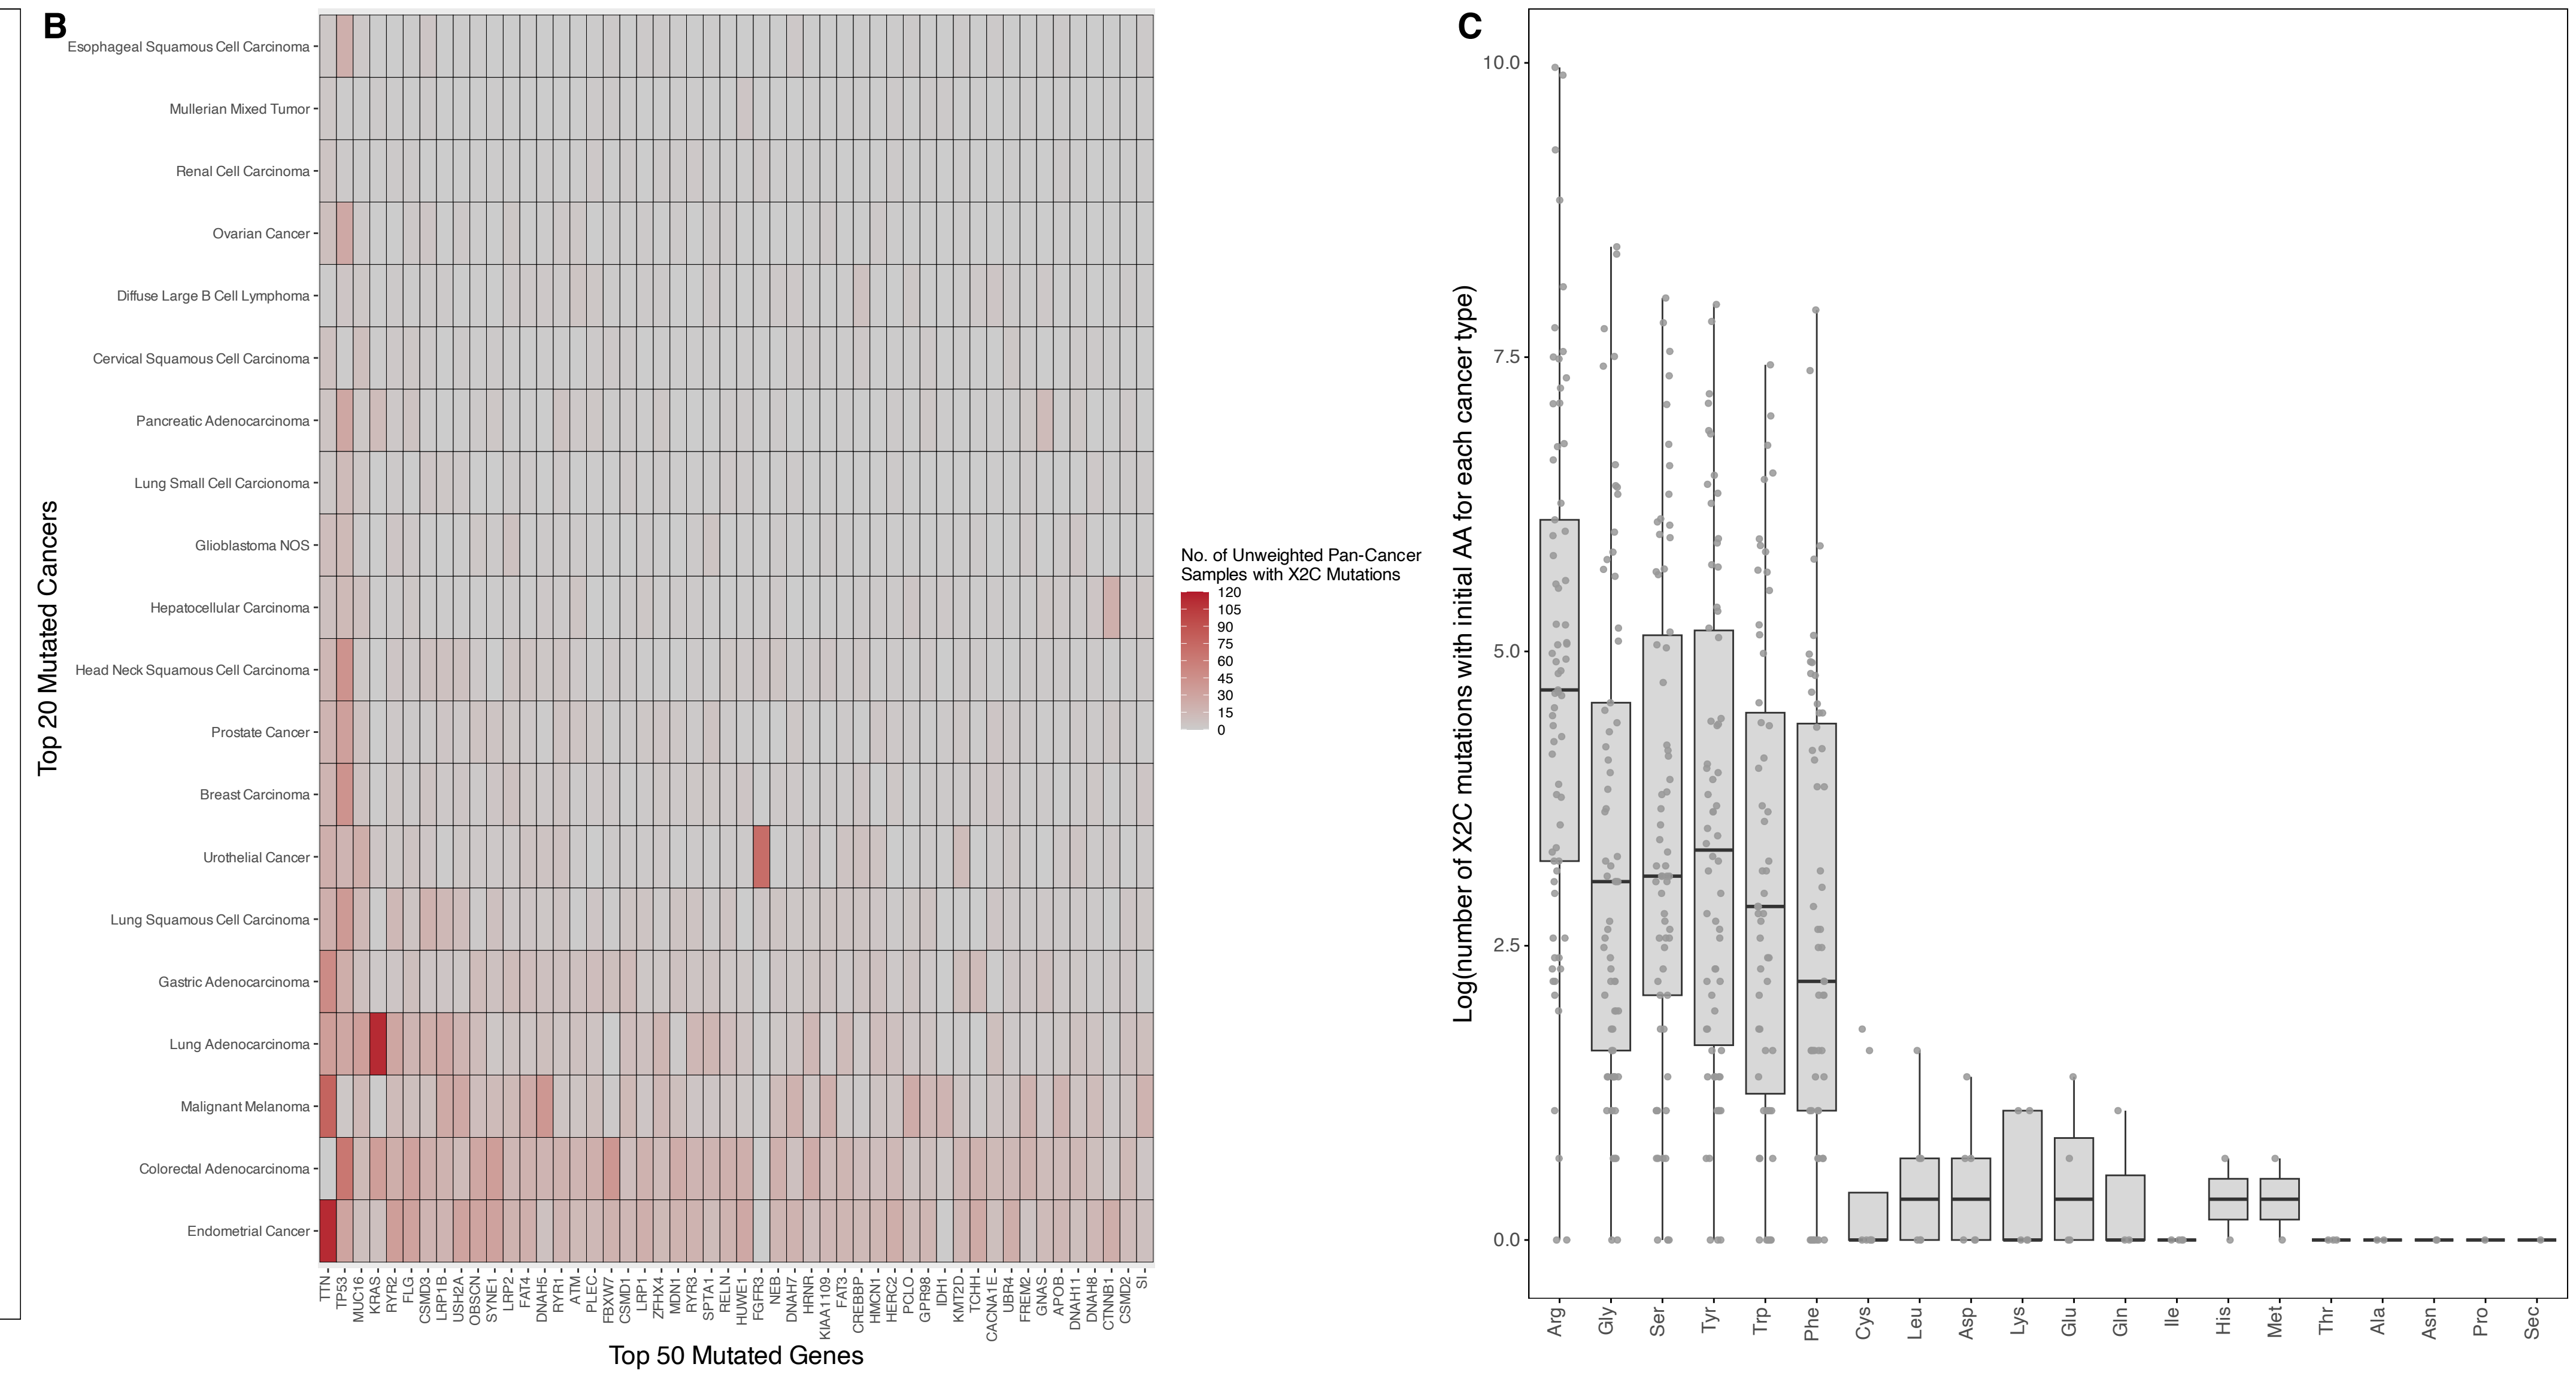 B
Esophageal Squamous Cell Carcinoma
Mullerian Mixed Tumor
Renal Cell Carcinoma
Ovarian Cancer
Diffuse Large B Cell Lymphoma
Cervical Squamous Cell Carcinoma
Pancreatic Adenocarcinoma
Lung Small Cell Carcionoma
Glioblastoma NOS
Hepatocellular Carcinoma
Head Neck Squamous Cell Carcinoma
Prostate Cancer
Breast Carcinoma
Urothelial Cancer
Lung Squamous Cell Carcinoma
Gastric Adenocarcinoma
Lung Adenocarcinoma
Malignant Melanoma
Colorectal Adenocarcinoma
Endometrial Cancer
Top 20 Mutated Cancers
TTN
TP53
MUC16
KRAS
RYR2
FLG
CSMD3
LRP1B
USH2A
OBSCN
SYNE1
LRP2
FAT4
DNAH5
RYR1
ATM
PLEC
FBXW7
CSMD1
LRP1
ZFHX4
MDN1
RYR3
SPTA1
RELN
HUWE1
FGFR3
NEB
DNAH7
HRNR
KIAA1109
FAT3
CREBBP
HMCN1
HERC2
PCLO
GPR98
IDH1
KMT2D
TCHH
CACNA1E
UBR4
FREM2
GNAS
APOB
DNAH11
DNAH8
CTNNB1
CSMD2
SI
Top 50 Mutated Genes
No. of Unweighted Pan-Cancer
Samples with X2C Mutations
120
105
90
75
60
45
30
15
0
C
Log(number of X2C mutations with initial AA for each cancer type)
10.0
7.5
5.0
2.5
0.0
Arg
Gly
Ser
Tyr
Trp
Phe
Cys
Leu
Asp
Lys
Glu
Gln
Ile
His
Met
Thr
Ala
Asn
Pro
Sec